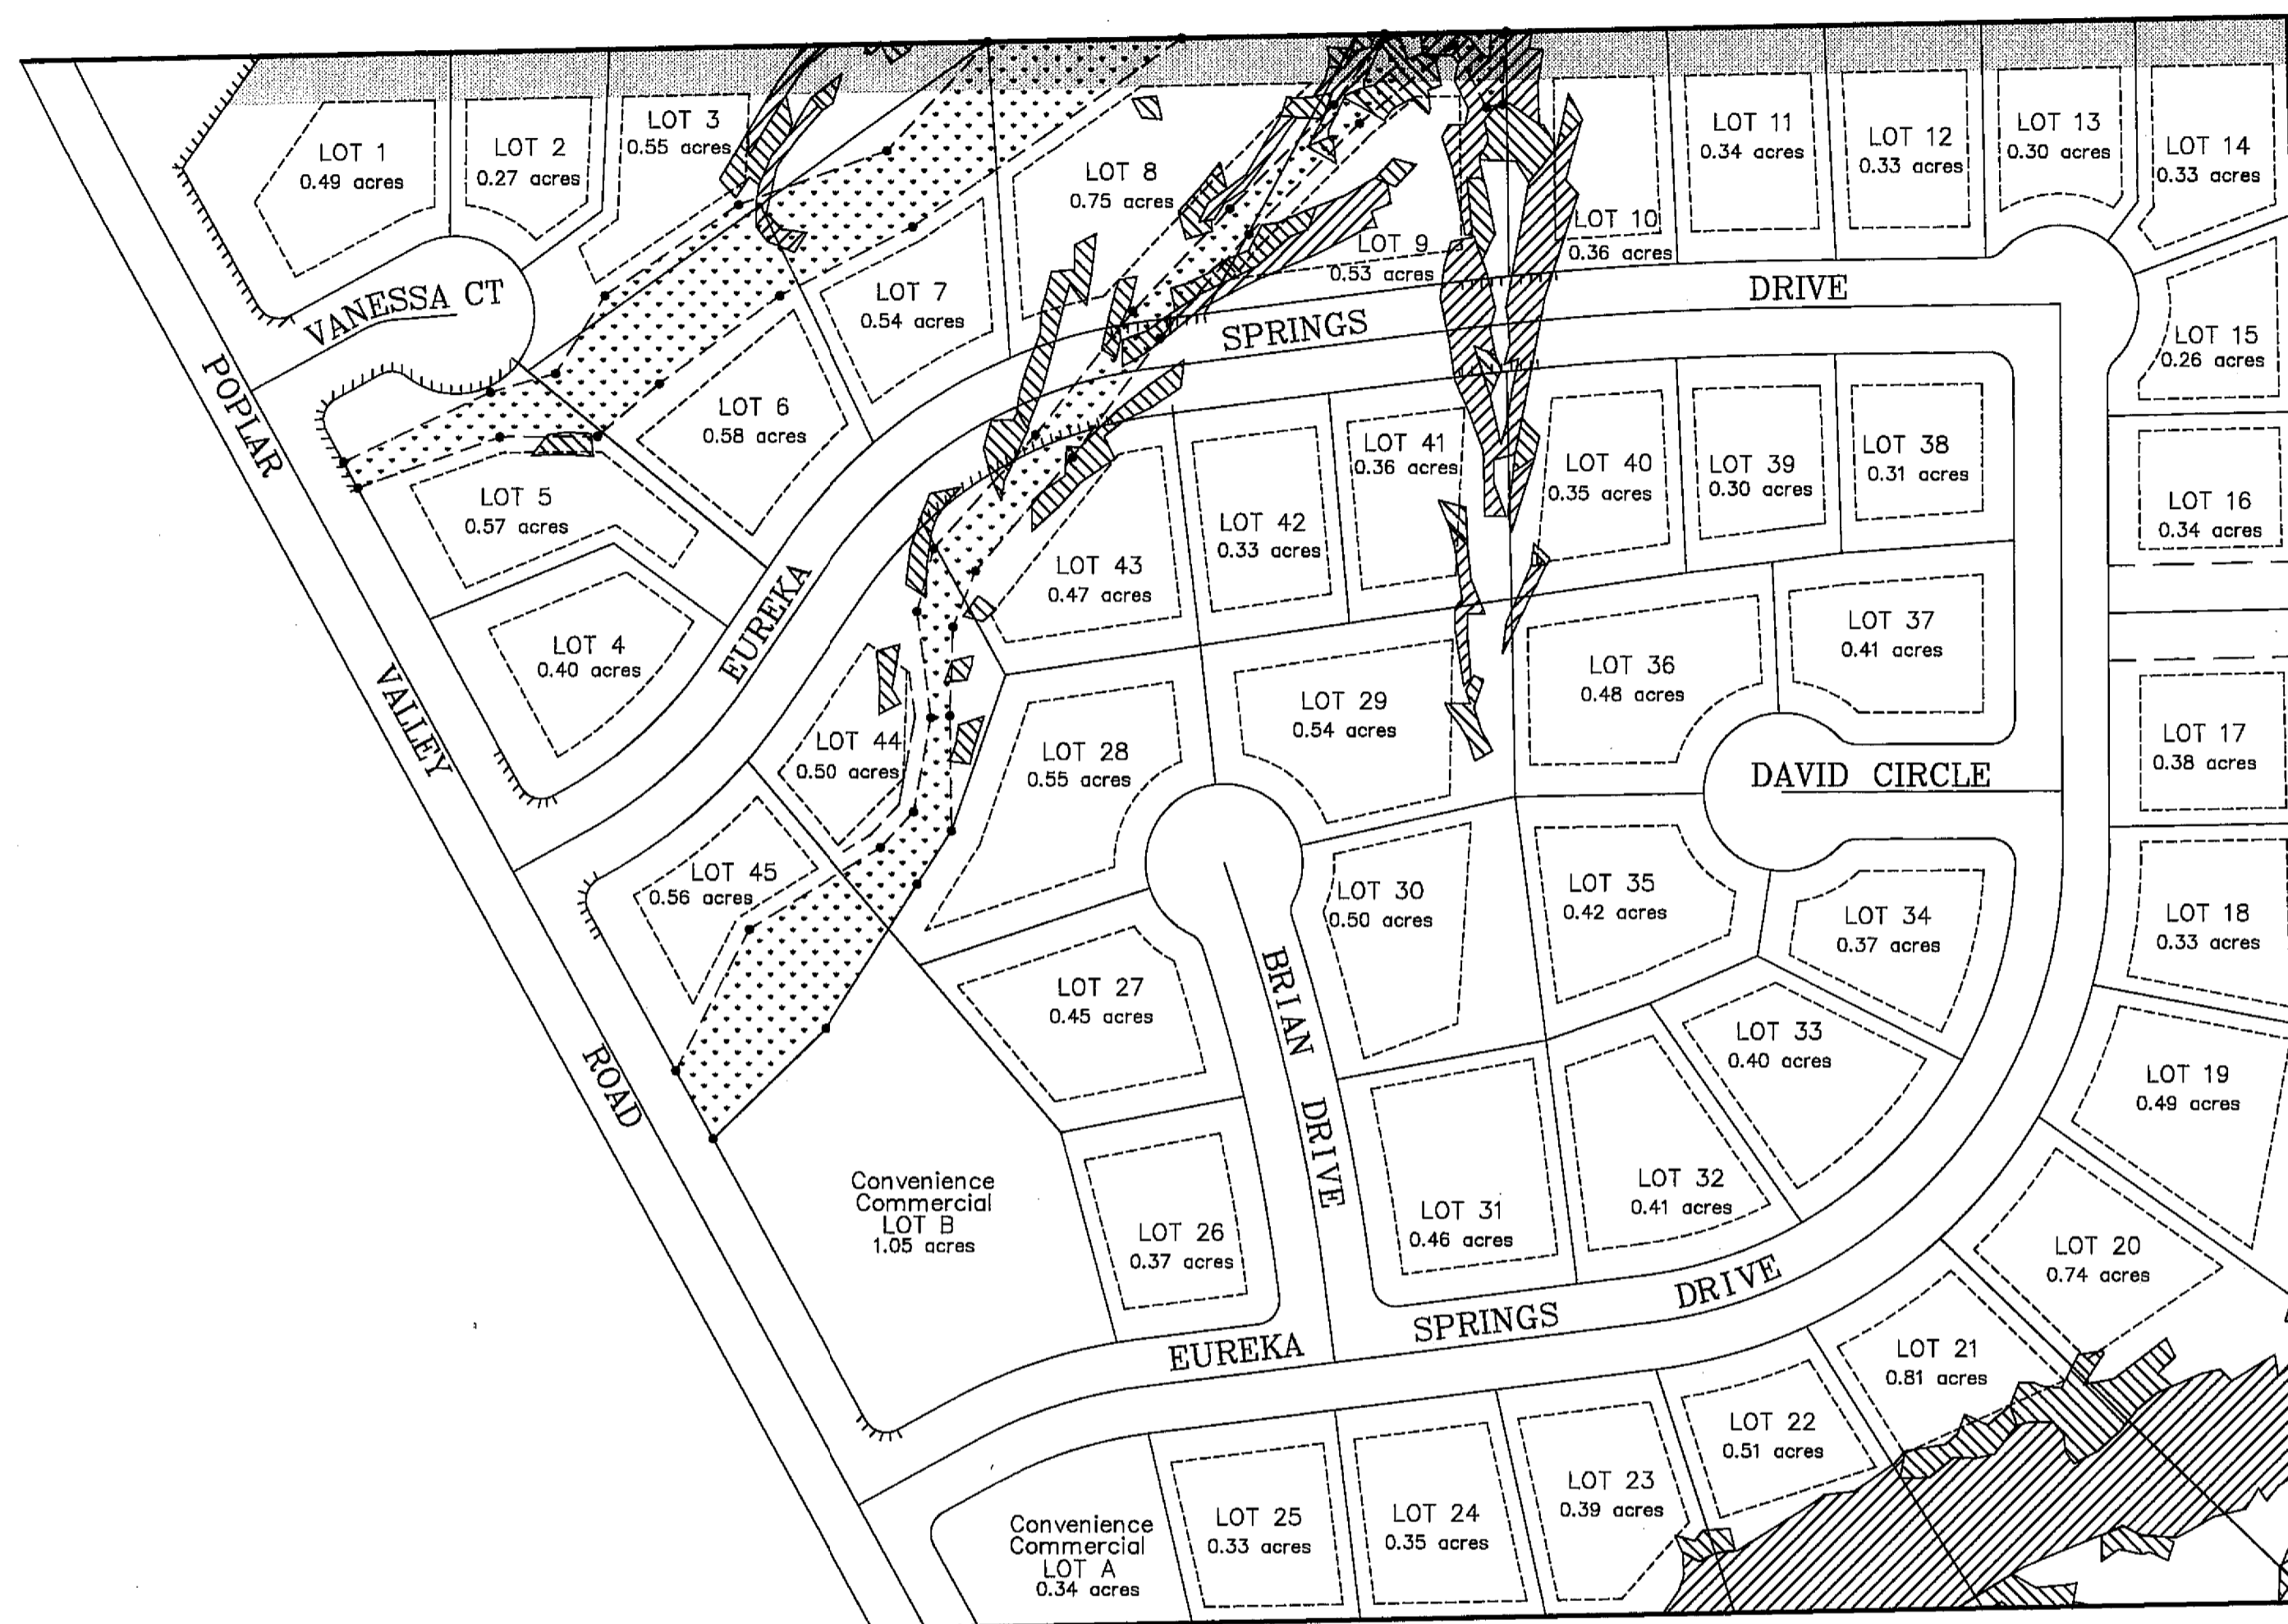 LOT 1
0.49 acres
LOT 2
0.27 acres
LOT 3
0.55 acres
LOT 8
0.75 acres
LOT 9
0.53 acres
LOT 10
0.36 acres
LOT 11
0.34 acres
LOT 12
0.33 acres
LOT 13
0.30 acres
LOT 14
0.33 acres
VANESSA CT
LOT 7
0.54 acres
SPRINGS
DRIVE
LOT 15
0.26 acres
POPLAR
VALLEY
ROAD
LOT 6
0.58 acres
LOT 5
0.57 acres
LOT 4
0.40 acres
EUREKA
LOT 43
0.47 acres
LOT 42
0.33 acres
LOT 41
0.36 acres
LOT 40
0.35 acres
LOT 39
0.30 acres
LOT 38
0.31 acres
LOT 16
0.34 acres
LOT 37
0.41 acres
LOT 36
0.48 acres
LOT 29
0.54 acres
LOT 28
0.55 acres
LOT 44
0.50 acres
LOT 45
0.56 acres
DAVID CIRCLE
LOT 17
0.38 acres
LOT 18
0.33 acres
LOT 30
0.50 acres
LOT 35
0.42 acres
LOT 34
0.37 acres
LOT 27
0.45 acres
BRIAN DRIVE
LOT 33
0.40 acres
LOT 19
0.49 acres
Convenience
Commercial
LOT B
1.05 acres
LOT 26
0.37 acres
LOT 31
0.46 acres
LOT 32
0.41 acres
LOT 20
0.74 acres
EUREKA
SPRINGS
DRIVE
LOT 21
0.81 acres
LOT 22
0.51 acres
LOT 23
0.39 acres
LOT 24
0.35 acres
LOT 25
0.33 acres
Convenience
Commercial
LOT A
0.34 acres